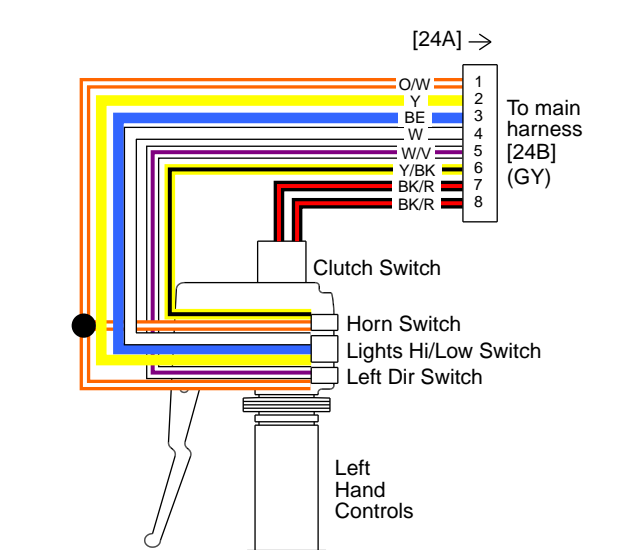 [24A]
O/W 1
Y 2
BE 3
W 4
W/V 5
Y/BK 6
BK/R 7
BK/R 8
To main
harness
[24B]
(GY)
Clutch Switch
Horn Switch
Lights Hi/Low Switch
Left Dir Switch
Left
Hand
Controls